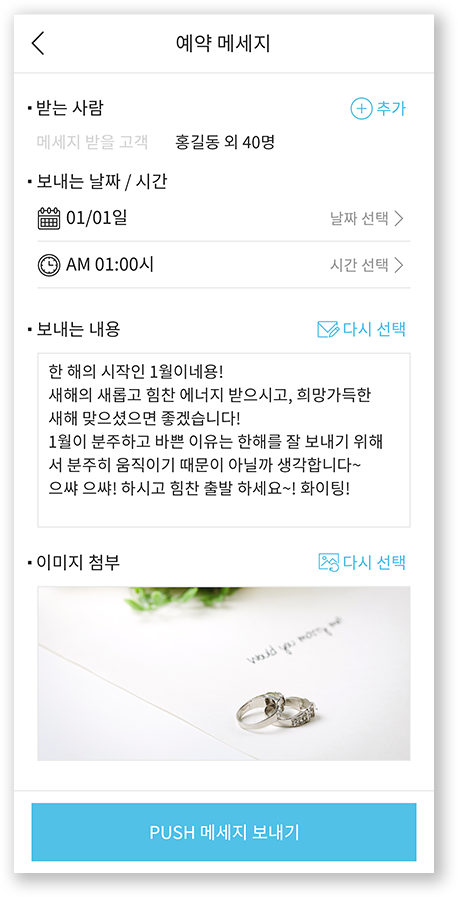 예약 메세지
· 받는 사람
추가
메세지 받을 고객 홍길동 외 40명
· 보내는 날짜 / 시간
01/01일 날짜 선택
AM 01:00시 시간 선택
· 보내는 내용
다시 선택
한 해의 시작인 1월이네용!
새해의 새롭고 힘찬 에너지 받으시고, 희망가득한
새해 맞으셨으면 좋겠습니다!
1월이 분주하고 바쁜 이유는 한해를 잘 보내기 위해
서 분주히 움직이기 때문이 아닐까 생각합니다~
으쌰 으쌰! 하시고 힘찬 출발 하세요~! 화이팅!
· 이미지 첨부
다시 선택
PUSH 메세지 보내기